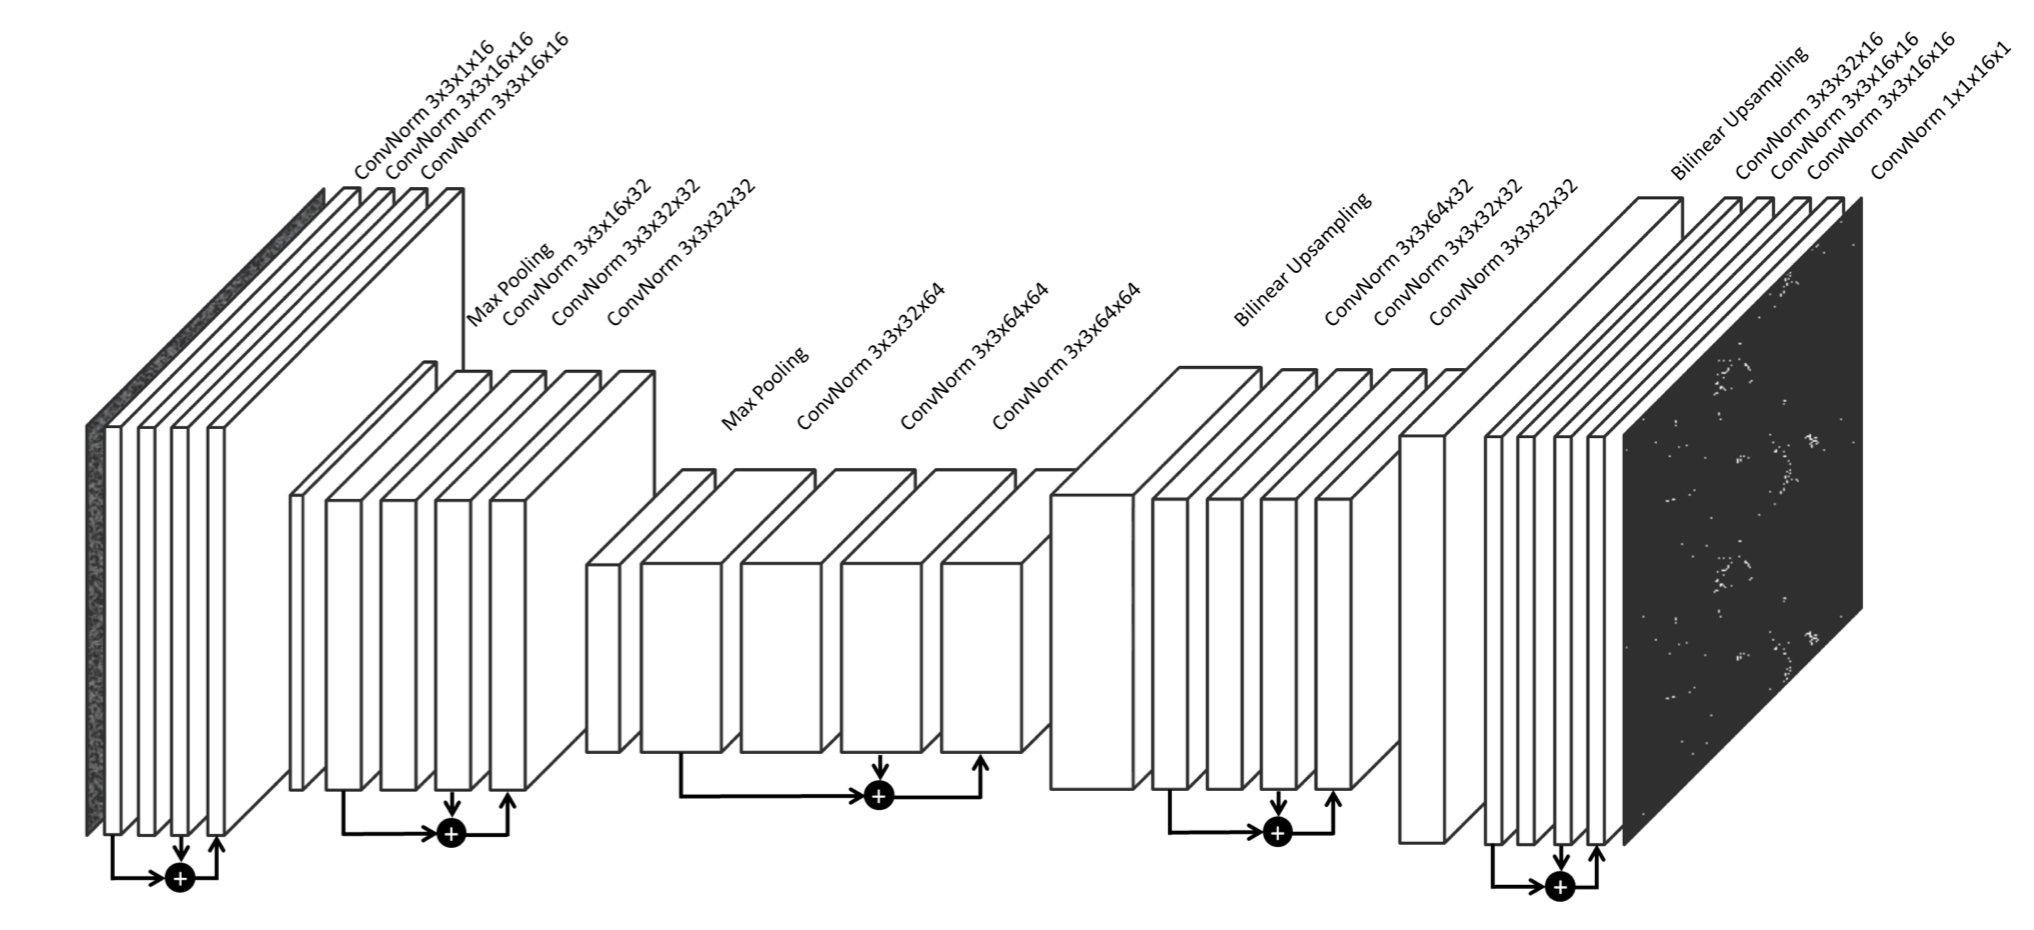 ConvNorm 3x3x1x16
ConvNorm 3x3x16x16
ConvNorm 3x3x16x16
Max Pooling
ConvNorm 3x3x16x32
ConvNorm 3x3x32x32
ConvNorm 3x3x32x32
Max Pooling
ConvNorm 3x3x32x64
ConvNorm 3x3x64x64
ConvNorm 3x3x64x64
Bilinear Upsampling
ConvNorm 3x3x64x32
ConvNorm 3x3x32x32
ConvNorm 3x3x32x32
Bilinear Upsampling
ConvNorm 3x3x32x16
ConvNorm 3x3x16x16
ConvNorm 3x3x16x16
ConvNorm 1x1x16x1
+
+
+
+
+